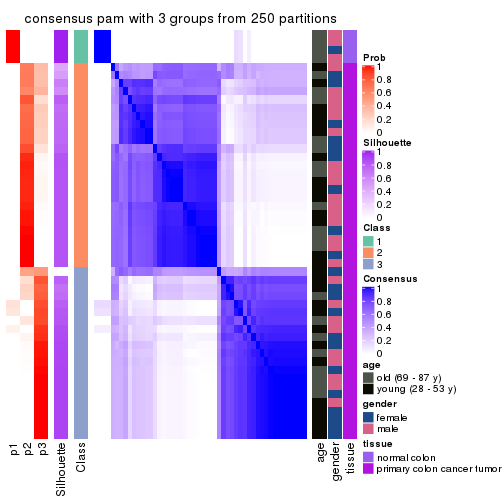 consensus pam with 3 groups from 250 partitions
Prob
1
0.8
0.6
0.4
0.2
0
Silhouette
1
0.8
0.6
0.4
0.2
0
Class
1
2
3
Consensus
1
0.8
0.6
0.4
0.2
0
age
old (69 - 87 y)
young (28 - 53 y)
gender
female
male
tissue
normal colon
primary colon cancer tumor
p1
p2
p3
Silhouette
Class
age
gender
tissue